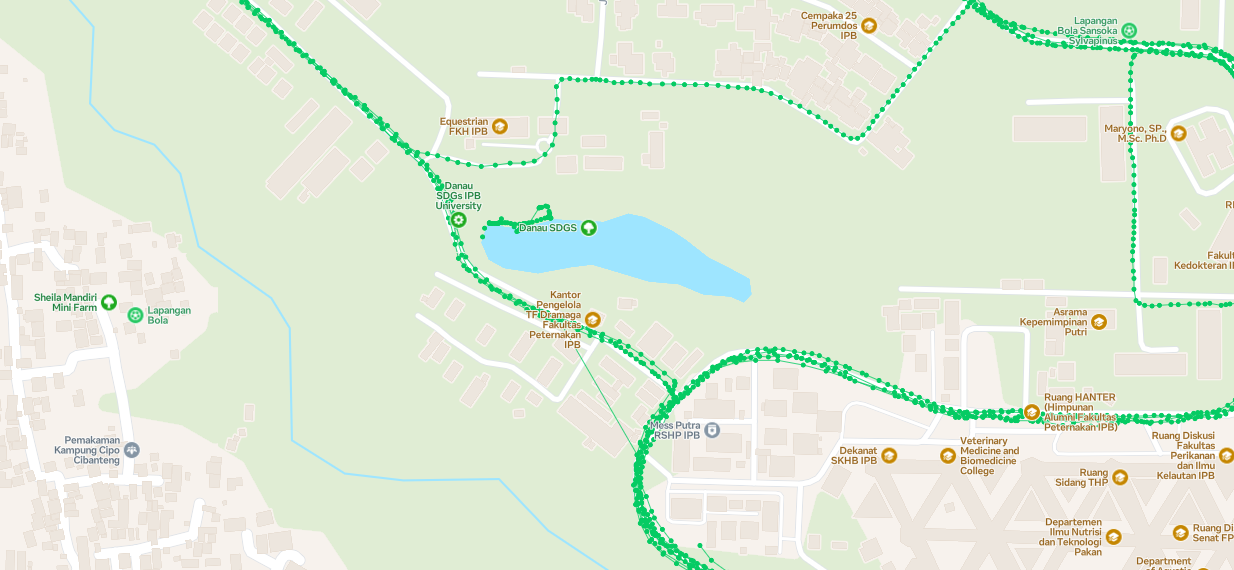 Cempaka 25
Perumdos
IPB
Lapangan
Bola Sansoka
Sylvapinus
Equestrian
FKH IPB
Maryono, SP.,
M.Sc. Ph.D
Danau
SDGs IPB
University
Danau SDGS
Fakult
Kedokteran I
Sheila Mandiri
Mini Farm
Lapangan
Bola
Kantor
Pengelola
TF Dramaga
Fakultas
Peternakan
IPB
Asrama
Kepemimpinan
Putri
Ruang HANTER
(Himpunan
Alumni Fakultas
Peternakan IPB)
Mess Putra
RSHP IPB
Pemakaman
Kampung Cipo
Cibanteng
Dekanat
SKHB IPB
Veterinary
Medicine and
Biomedicine
College
Ruang Diskusi
Fakultas
Perikanan
dan Ilmu
Kelautan IPB
Ruang
Sidang THP
Departemen
Ilmu Nutrisi
dan Teknologi
Pakan
Ruang Di
Senat FP
Department